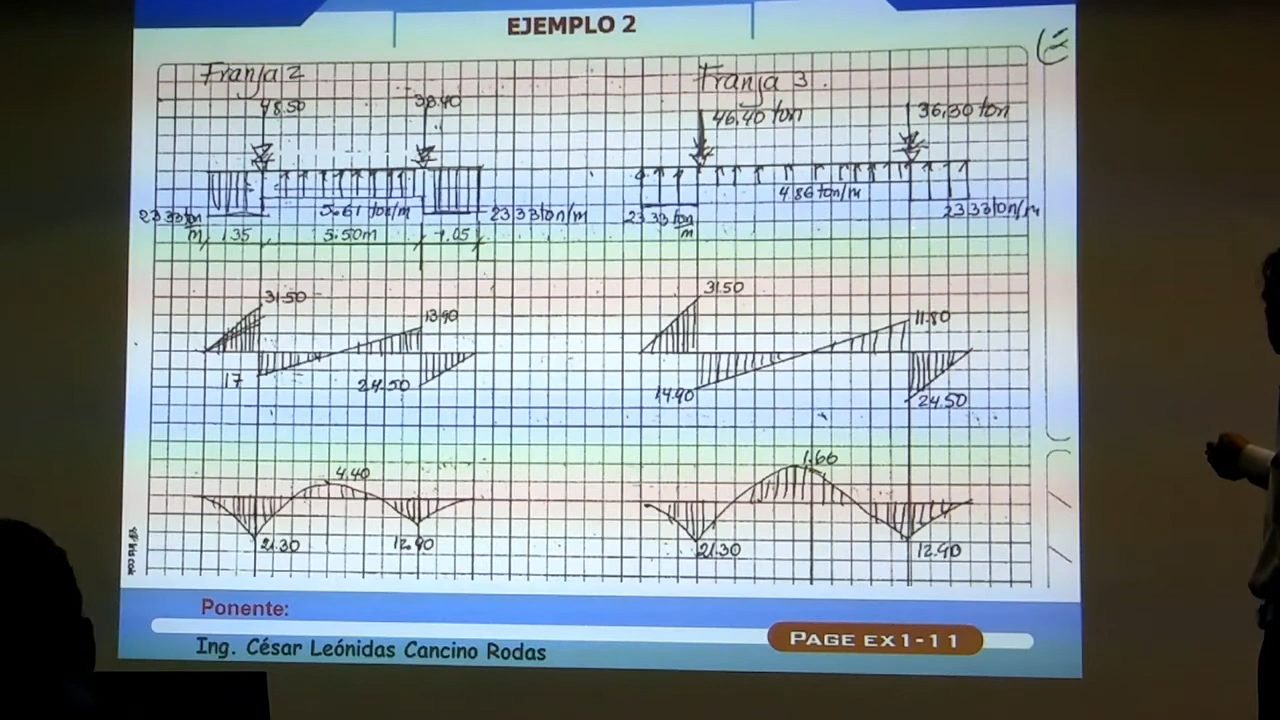 EJEMPLO 2
Franja 2
48.50
38.40
5.61 ton/m
23.33 ton/m
23.33 ton/m
1.35
5.50m
1.05
31.50
13.90
17
24.50
4.40
21.30
12.90
Franja 3.
46.40 ton
36.30 ton
4.86 ton/m
23.33 ton/m
23.33 ton/m
31.50
11.80
14.90
24.50
1.66
21.30
12.90
Ponente:
Ing. César Leónidas Cancino Rodas
PAGE EX1-11